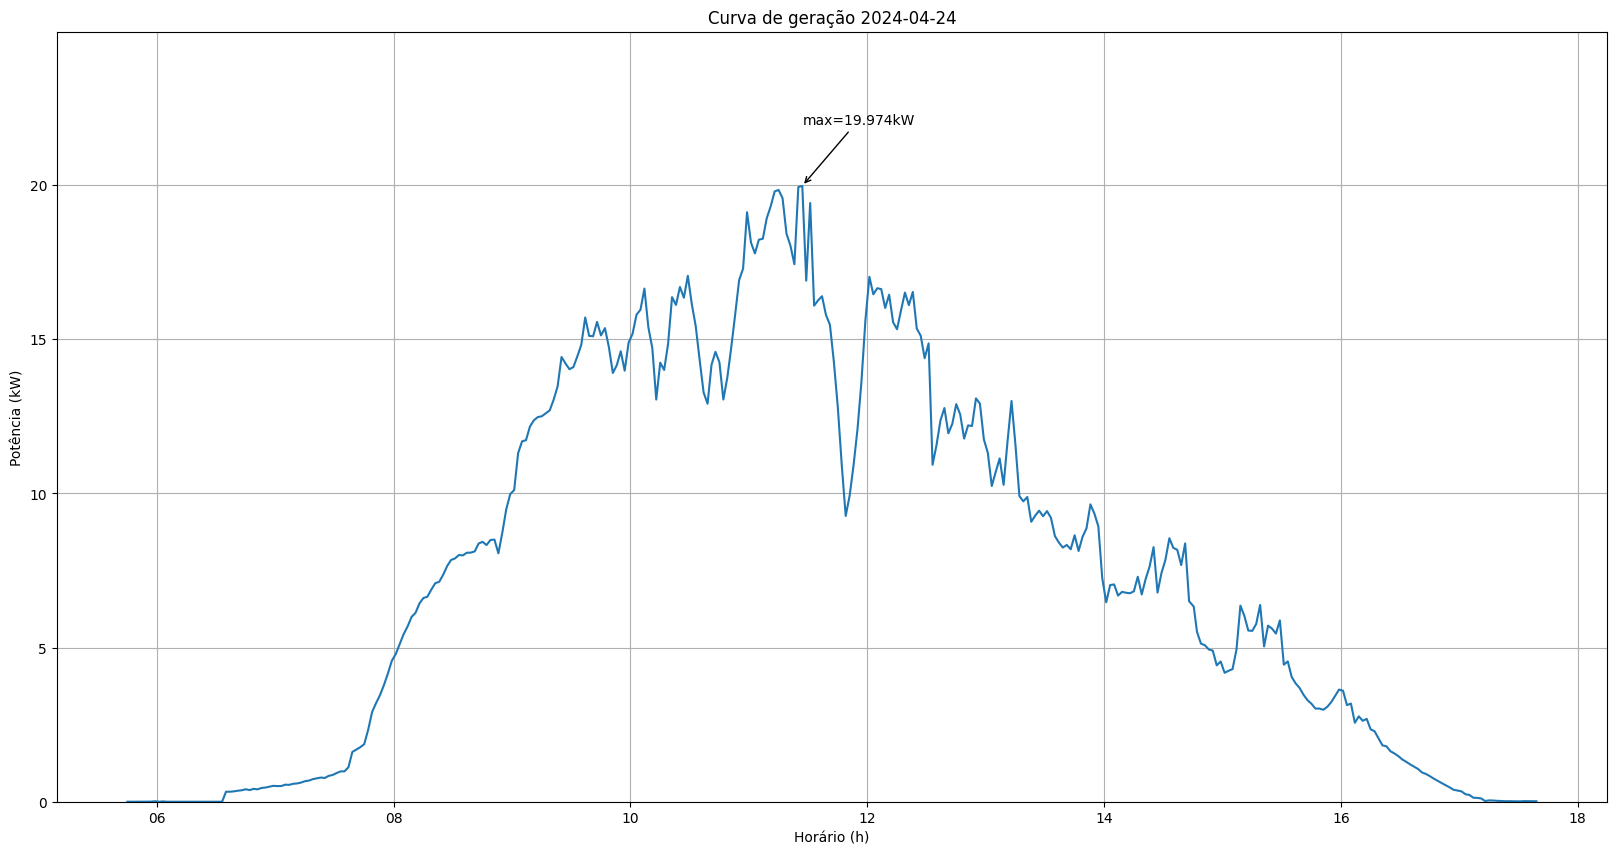 Curva de geração 2024-04-24
max=19.974kW
20
15
10
5
0
Potência (kW)
06 08 10 12 14 16 18
Horário (h)